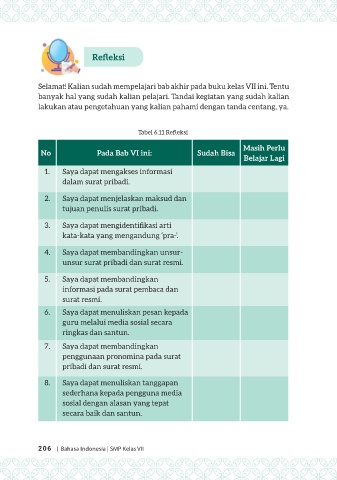 Refleksi
Selamat! Kalian sudah mempelajari bab akhir pada buku kelas VII ini. Tentu
banyak hal yang sudah kalian pelajari. Tandai kegiatan yang sudah kalian
lakukan atau pengetahuan yang kalian pahami dengan tanda centang, ya.
Tabel 6.11 Refleksi
No Pada Bab VI ini: Sudah Bisa Masih Perlu
Belajar Lagi
1. Saya dapat mengakses informasi
dalam surat pribadi.
2. Saya dapat menjelaskan maksud dan
tujuan penulis surat pribadi.
3. Saya dapat mengidentifikasi arti
kata-kata yang mengandung 'pra-'.
4. Saya dapat membandingkan unsur-
unsur surat pribadi dan surat resmi.
5. Saya dapat membandingkan
informasi pada surat pembaca dan
surat resmi.
6. Saya dapat menuliskan pesan kepada
guru melalui media sosial secara
ringkas dan santun.
7. Saya dapat membandingkan
penggunaan pronomina pada surat
pribadi dan surat resmi.
8. Saya dapat menuliskan tanggapan
sederhana kepada pengguna media
sosial dengan alasan yang tepat
secara baik dan santun.
206 | Bahasa Indonesia | SMP Kelas VII